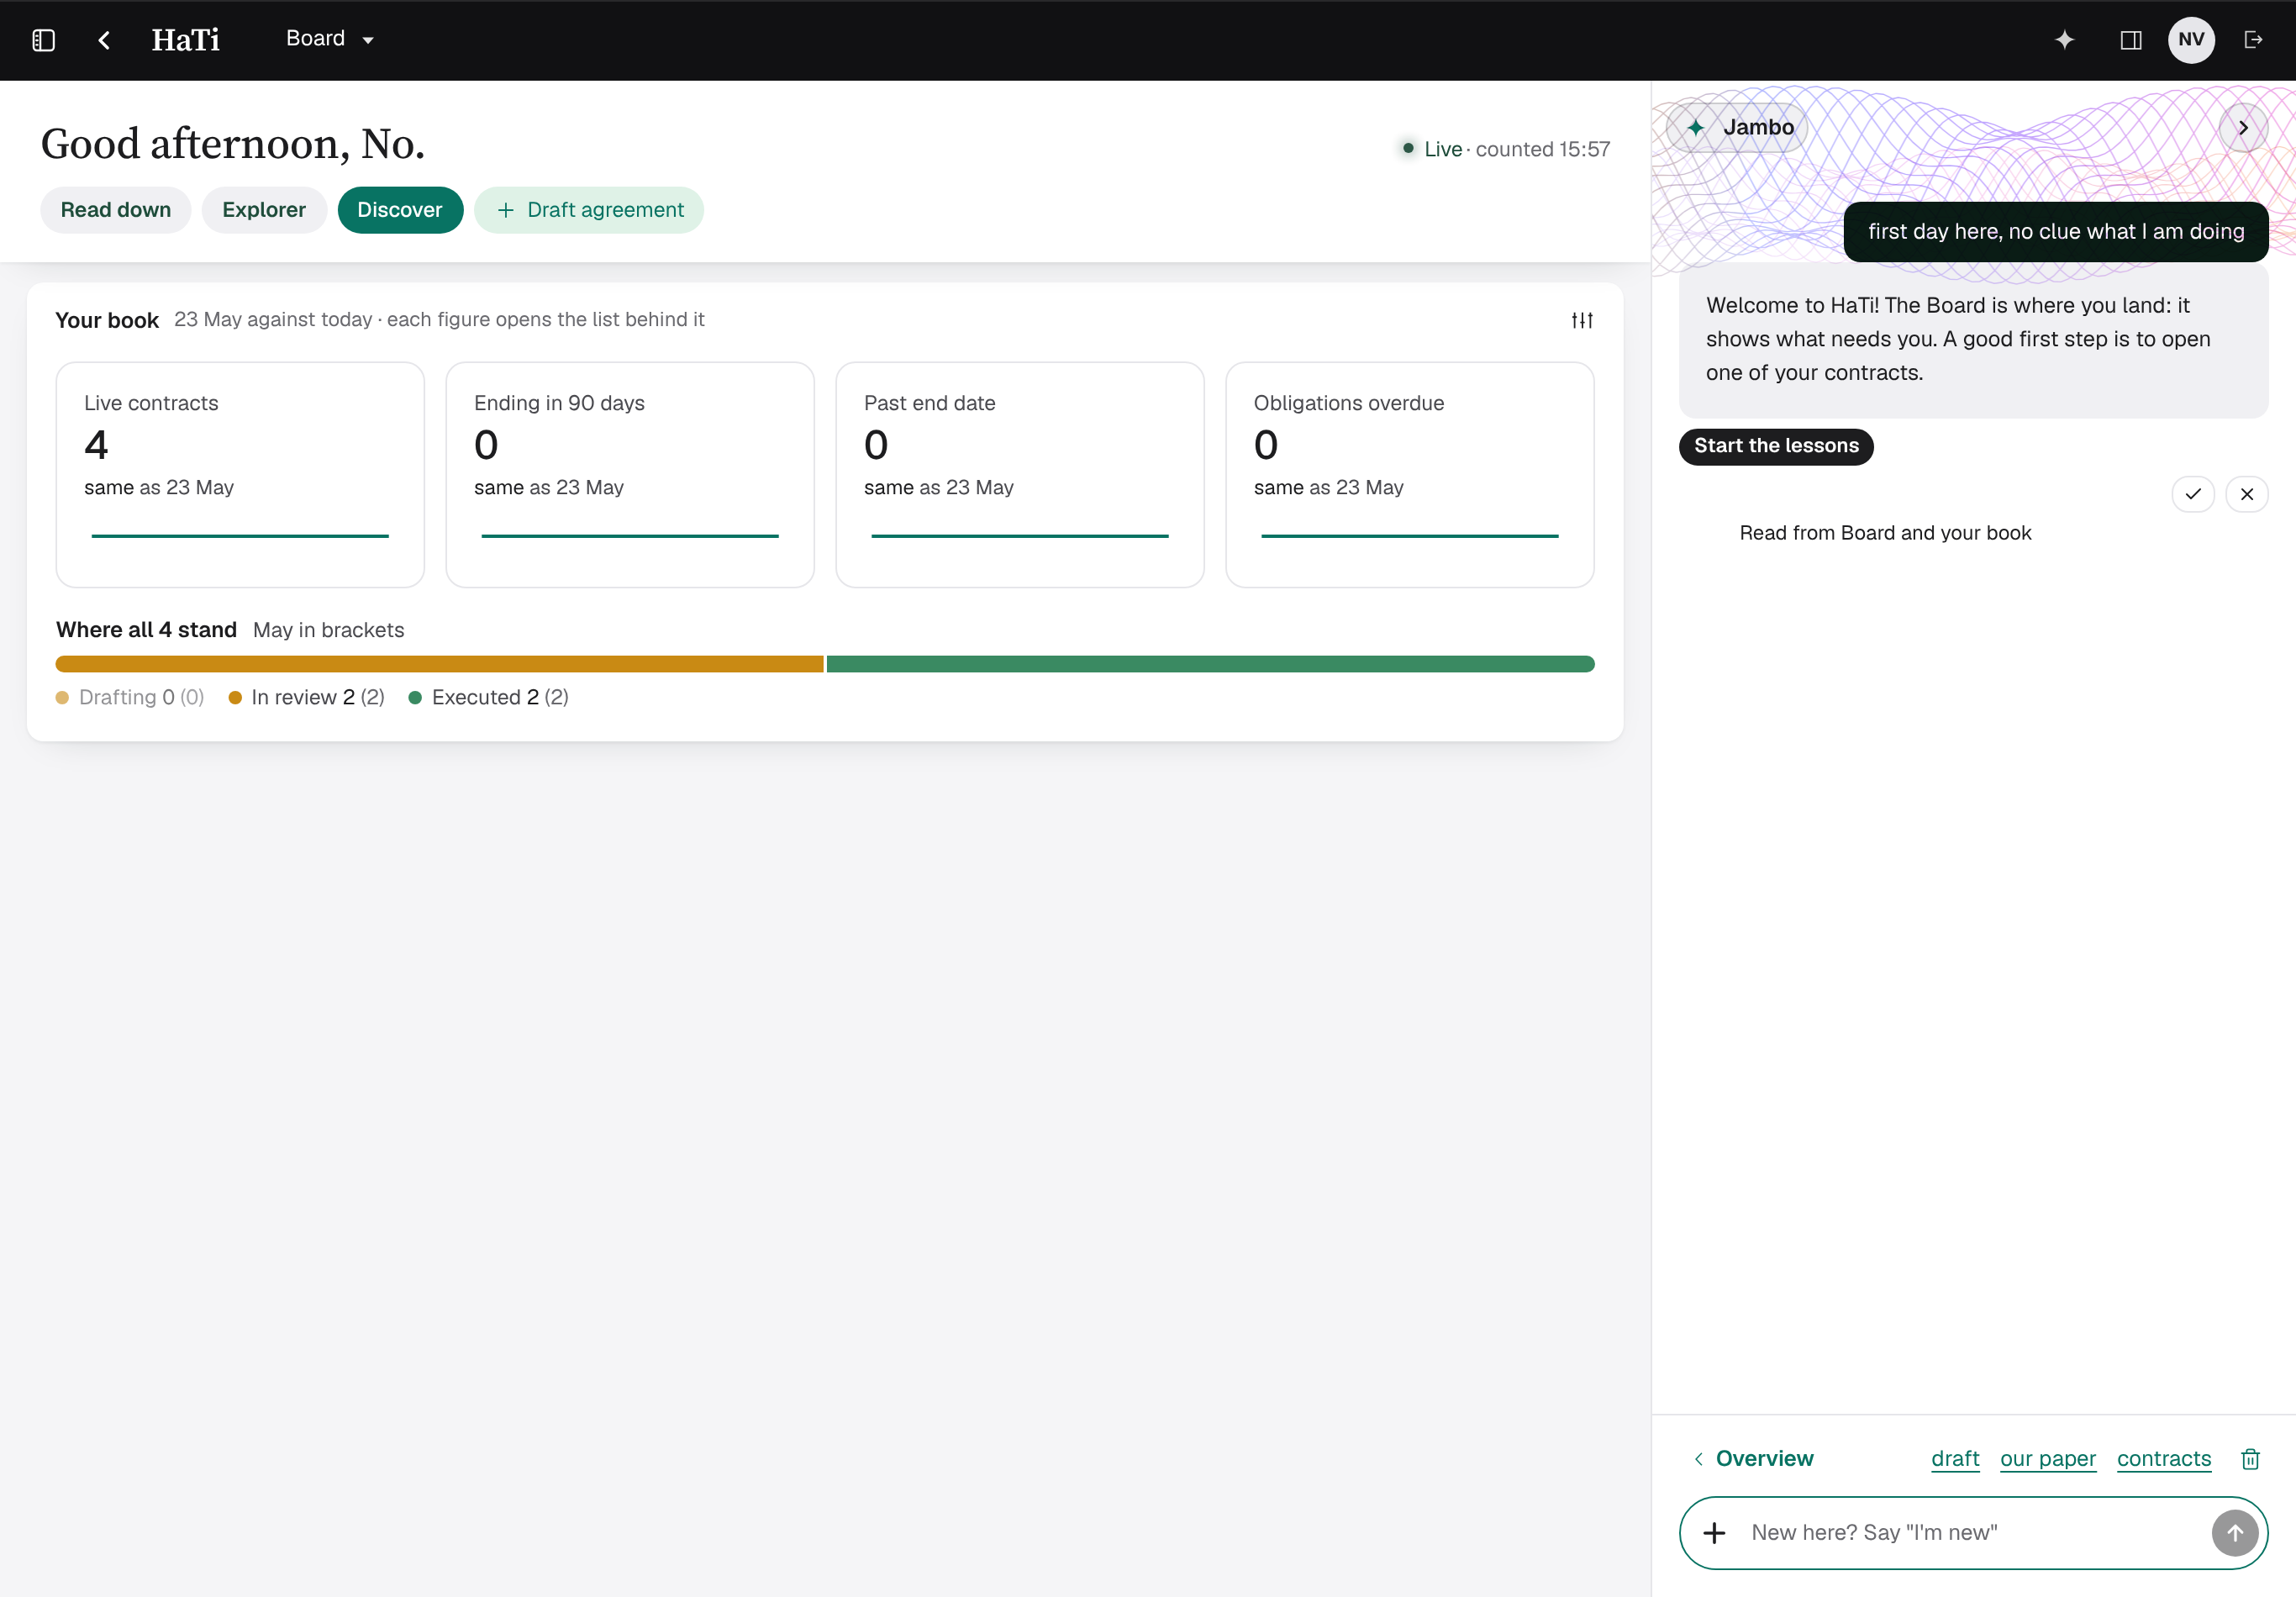 HaTi
Board
NV
Good afternoon, No.
Live · counted 15:57
Read down
Explorer
Discover
+ Draft agreement
Your book 23 May against today · each figure opens the list behind it
Live contracts
4
same as 23 May
Ending in 90 days
0
same as 23 May
Past end date
0
same as 23 May
Obligations overdue
0
same as 23 May
Where all 4 stand May in brackets
Drafting 0 (0) In review 2 (2) Executed 2 (2)
Jambo
first day here, no clue what I am doing
Welcome to HaTi! The Board is where you land: it
shows what needs you. A good first step is to open
one of your contracts.
Start the lessons
Read from Board and your book
Overview
draft our paper contracts
New here? Say "I'm new"